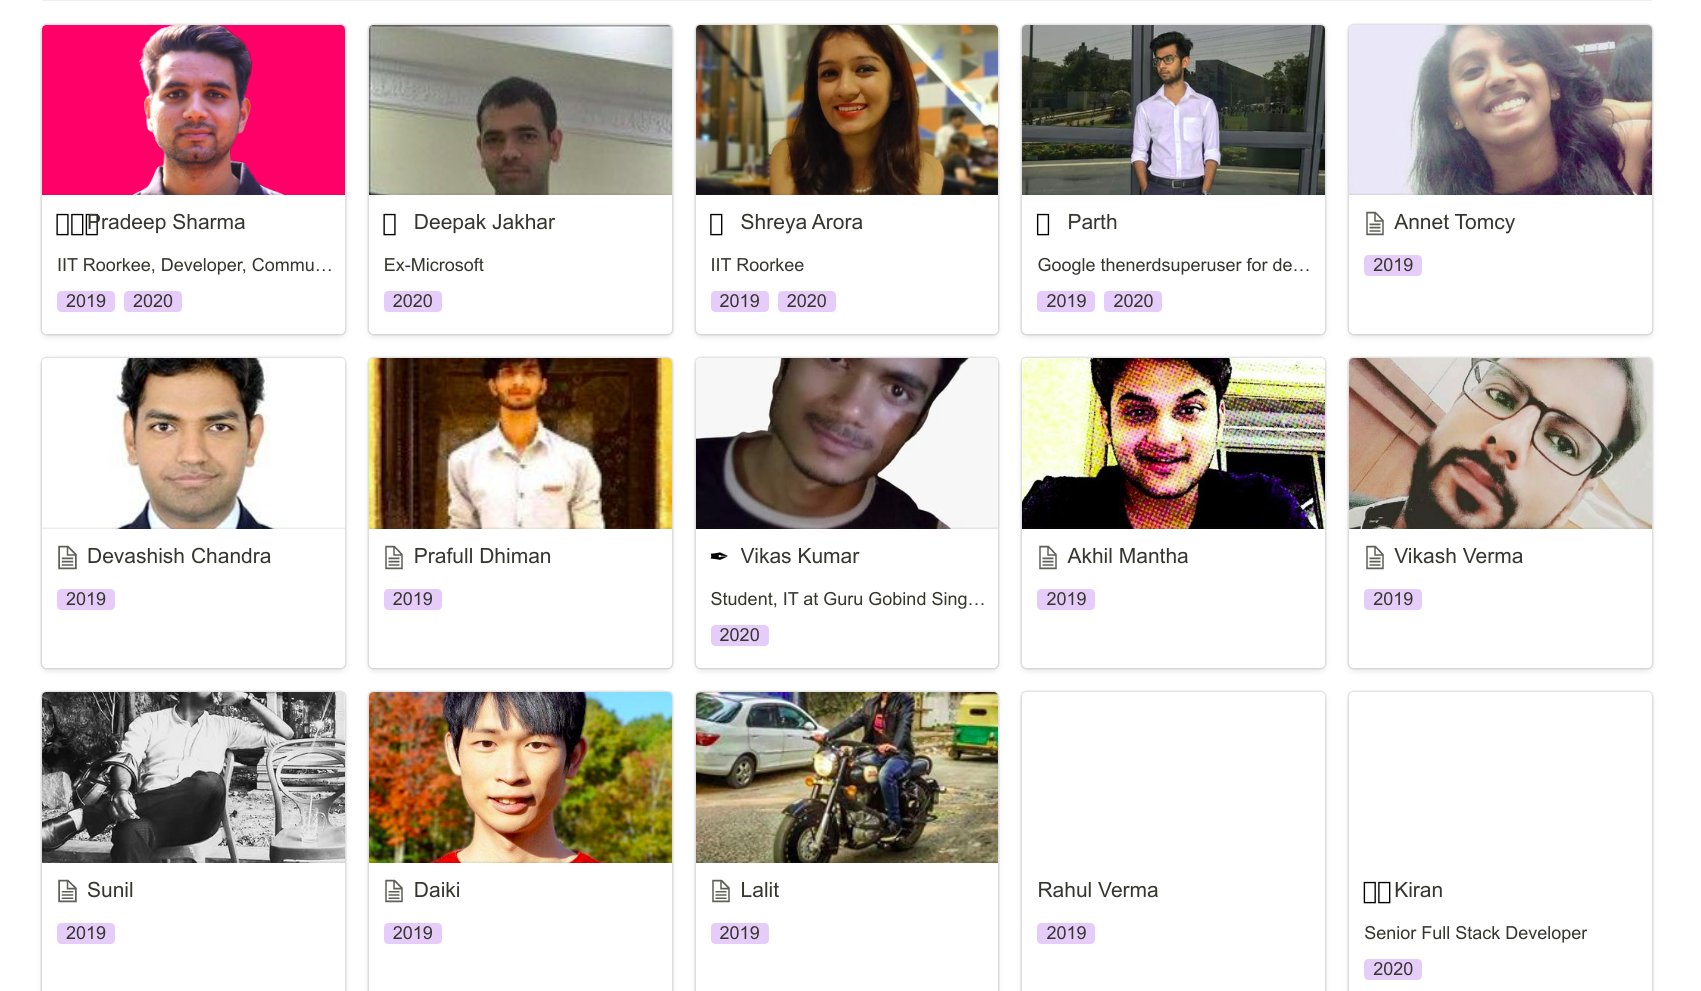 Pradeep Sharma
IIT Roorkee, Developer, Commu…
2019 2020
Deepak Jakhar
Ex-Microsoft
2020
Shreya Arora
IIT Roorkee
2019 2020
Parth
Google thenerdsuperuser for de…
2019 2020
Annet Tomcy
2019
Devashish Chandra
2019
Prafull Dhiman
2019
Vikas Kumar
Student, IT at Guru Gobind Sing…
2020
Akhil Mantha
2019
Vikash Verma
2019
Sunil
2019
Daiki
2019
Lalit
2019
Rahul Verma
2019
Kiran
Senior Full Stack Developer
2020